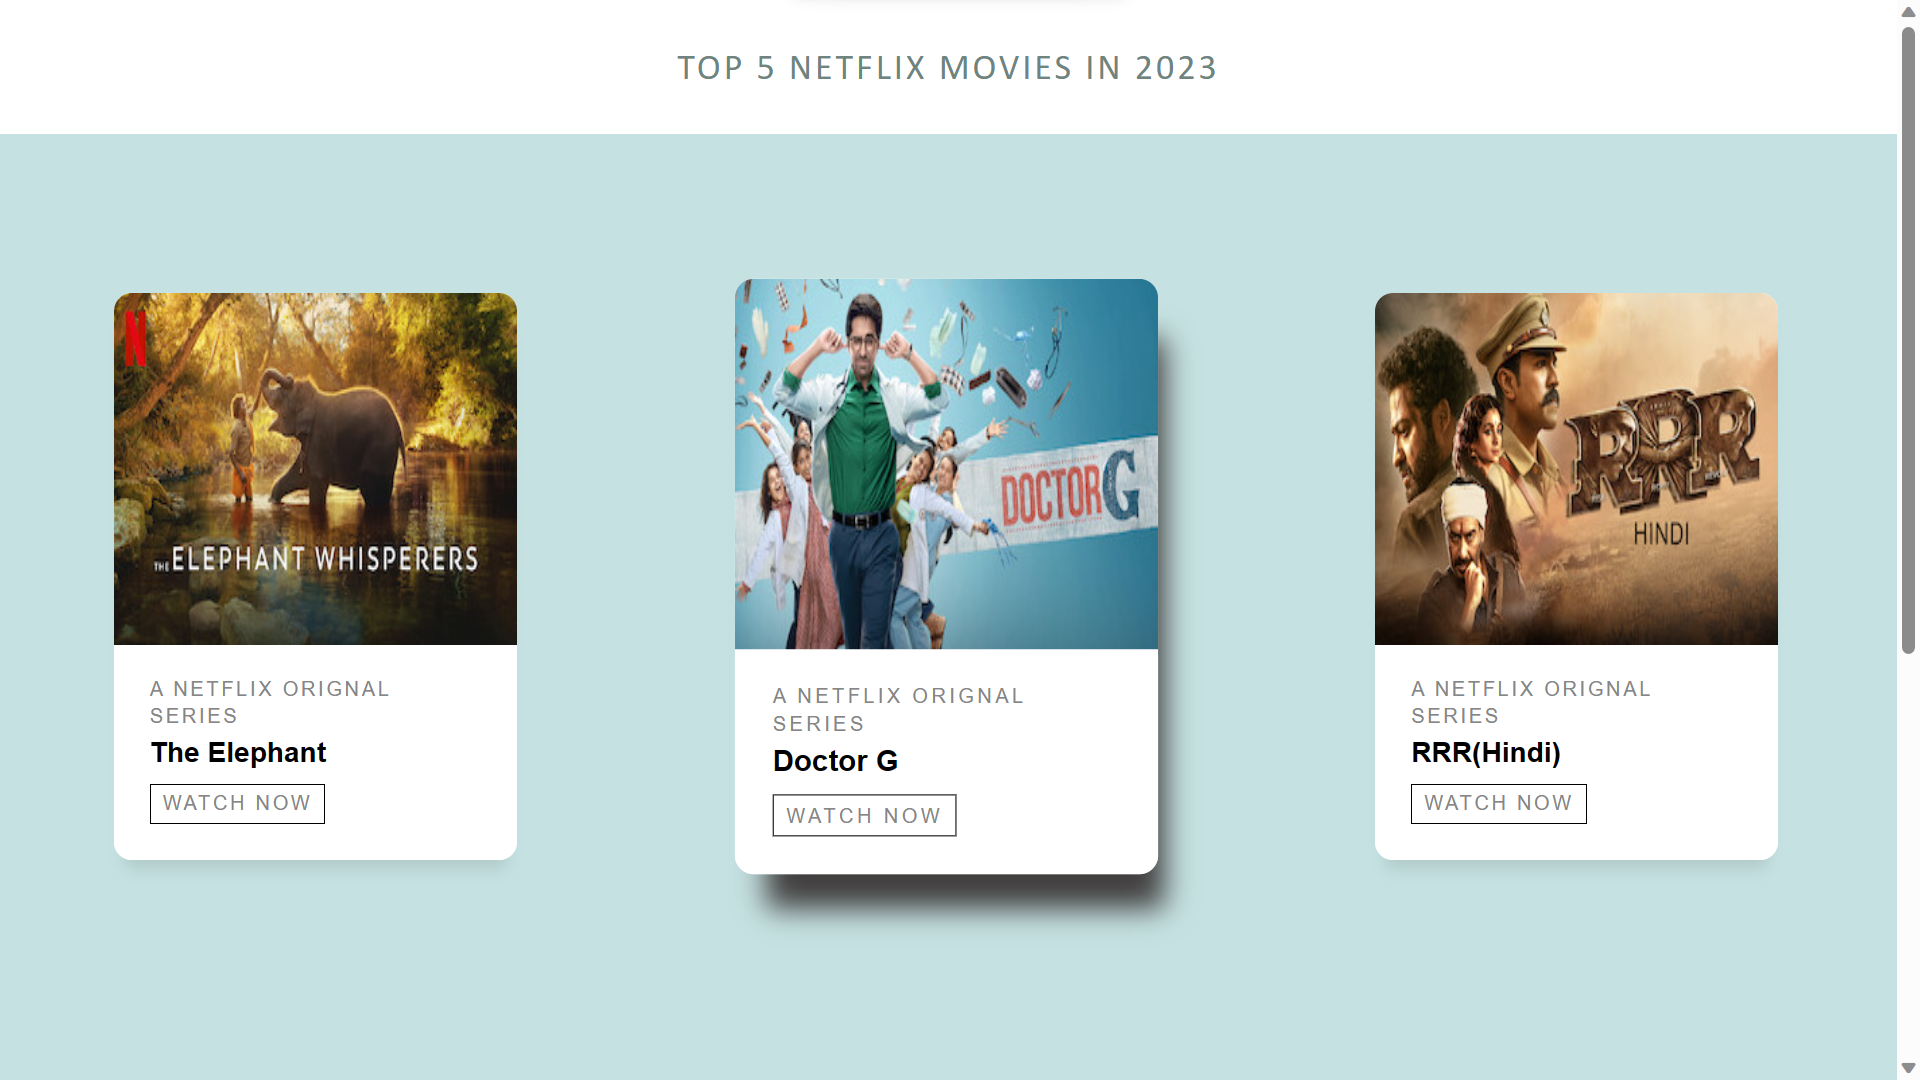 TOP 5 NETFLIX MOVIES IN 2023
N
THE ELEPHANT WHISPERERS
A NETFLIX ORIGNAL
SERIES
The Elephant
WATCH NOW
DOCTOR G
A NETFLIX ORIGNAL
SERIES
Doctor G
WATCH NOW
RRR
HINDI
A NETFLIX ORIGNAL
SERIES
RRR(Hindi)
WATCH NOW